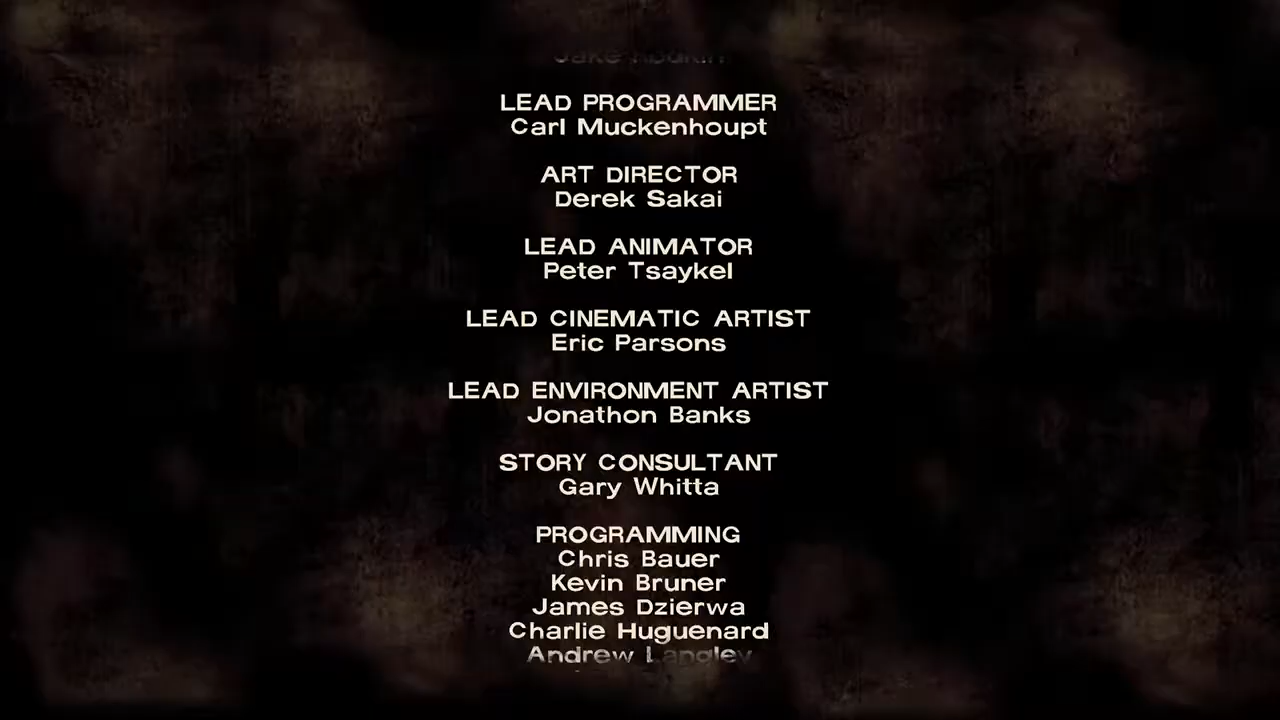 LEAD PROGRAMMER
Carl Muckenhoupt
ART DIRECTOR
Derek Sakai
LEAD ANIMATOR
Peter Tsaykel
LEAD CINEMATIC ARTIST
Eric Parsons
LEAD ENVIRONMENT ARTIST
Jonathon Banks
STORY CONSULTANT
Gary Whitta
PROGRAMMING
Chris Bauer
Kevin Bruner
James Dzierwa
Charlie Huguenard
Andrew Langley